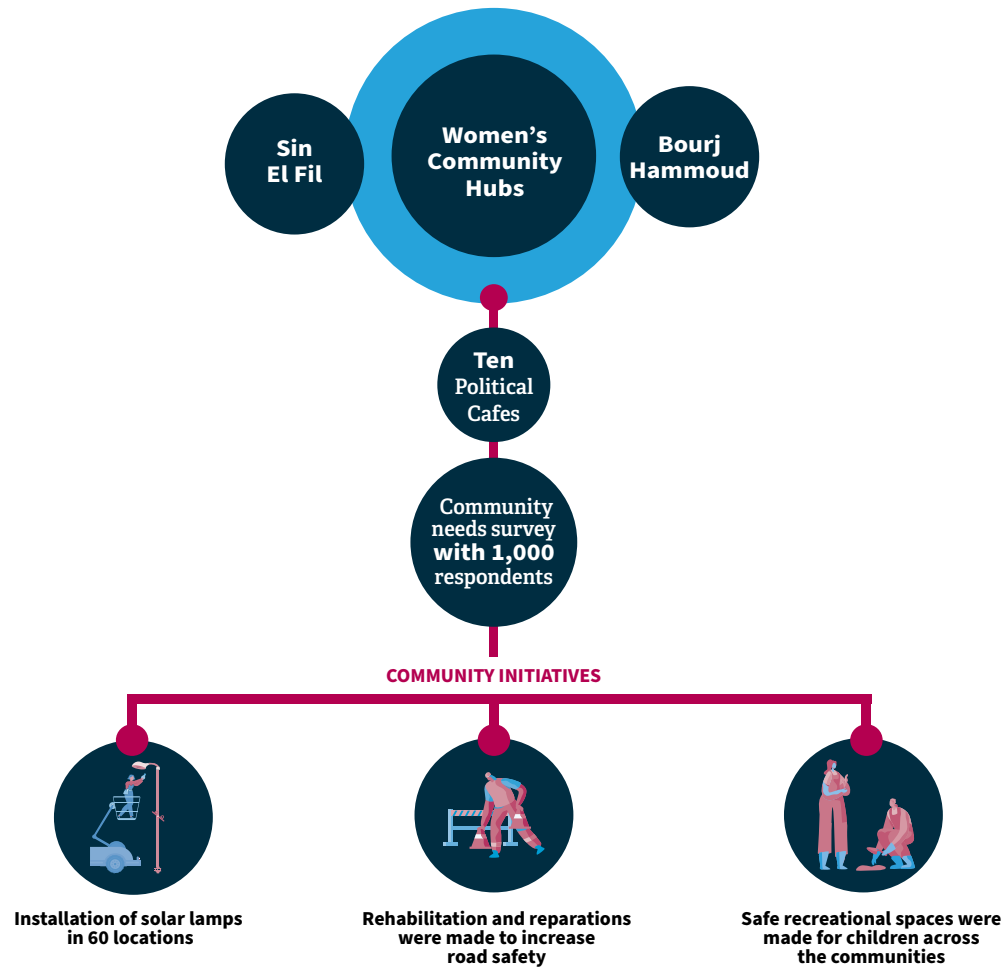 Sin
El Fil
Women’s
Community
Hubs
Bourj
Hammoud
Ten
Political
Cafes
Community
needs survey
with 1,000
respondents
COMMUNITY INITIATIVES
Installation of solar lamps
in 60 locations
Rehabilitation and reparations
were made to increase
road safety
Safe recreational spaces were
made for children across
the communities